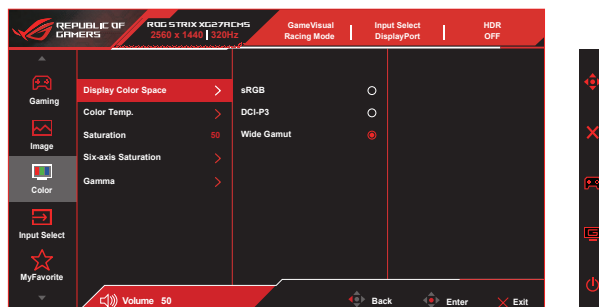 REPUBLIC OF
GAMERS
ROG STRIX XG27ACMS
2560 x 1440 320Hz
GameVisual
Racing Mode
Input Select
DisplayPort
HDR
OFF
Gaming
Image
Color
Input Select
MyFavorite
Display Color Space
Color Temp.
Saturation 50
Six-axis Saturation
Gamma
sRGB
DCI-P3
Wide Gamut
Volume 50
Back
Enter
Exit